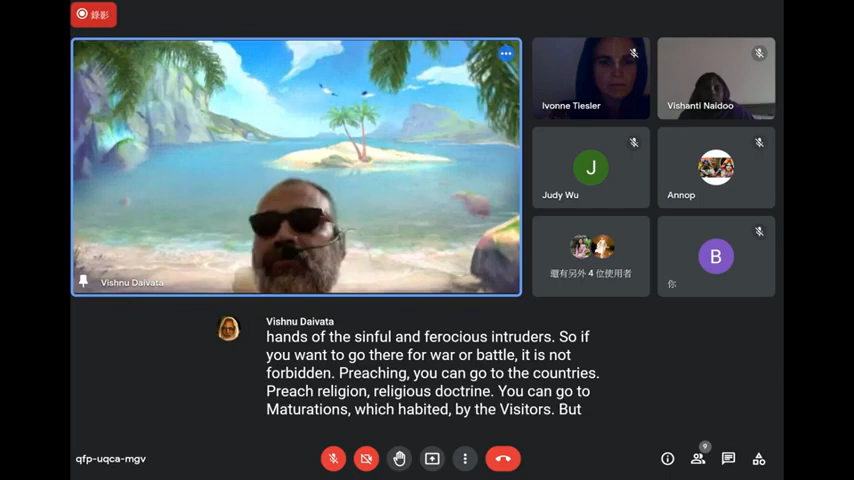 錄影
Vishnu Daivata
Ivonne Tiesler
Vishanti Naidoo
J
Judy Wu
Annop
還有另外 4 位使用者
B
你
Vishnu Daivata
hands of the sinful and ferocious intruders. So if
you want to go there for war or battle, it is not
forbidden. Preaching, you can go to the countries.
Preach religion, religious doctrine. You can go to
Maturations, which habited, by the Visitors. But
qfp-uqca-mgv
9